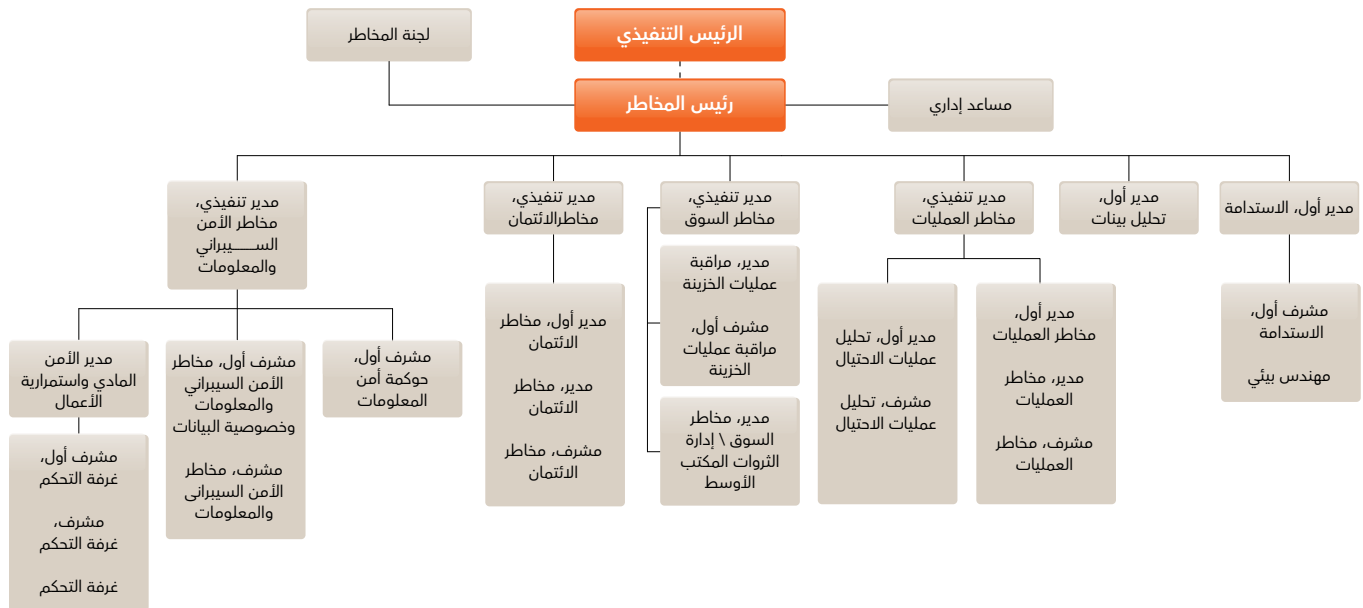 الرئيس التنفيذي
لجنة المخاطر
رئيس المخاطر
مساعد إداري
مدير أول، الاستدامة
مشرف أول،
الاستدامة
مهندس بيئي
مدير أول،
تحليل بينات
مدير تنفيذي،
مخاطر العمليات
مدير أول،
مخاطر العمليات
مدير، مخاطر
العمليات
مشرف، مخاطر
العمليات
مدير أول، تحليل
عمليات الاحتيال
مشرف، تحليل
عمليات الاحتيال
مدير تنفيذي،
مخاطر السوق
مدير، مراقبة
عمليات الخزينة
مشرف أول،
مراقبة عمليات
الخزينة
مدير، مخاطر
السوق \ إدارة
الثروات المكتب
الأوسط
مدير تنفيذي،
مخاطرالائتمان
مدير أول، مخاطر
الائتمان
مدير، مخاطر
الائتمان
مشرف، مخاطر
الائتمان
مدير تنفيذي،
مخاطر الأمن
الســـــيبراني
والمعلومات
مشرف أول،
حوكمة أمن
المعلومات
مشرف أول، مخاطر
الأمن السيبراني
والمعلومات
وخصوصية البيانات
مشرف، مخاطر
الأمن السيبرانى
والمعلومات
مدير الأمن
المادي واستمرارية
الأعمال
مشرف أول،
غرفة التحكم
مشرف،
غرفة التحكم
غرفة التحكم